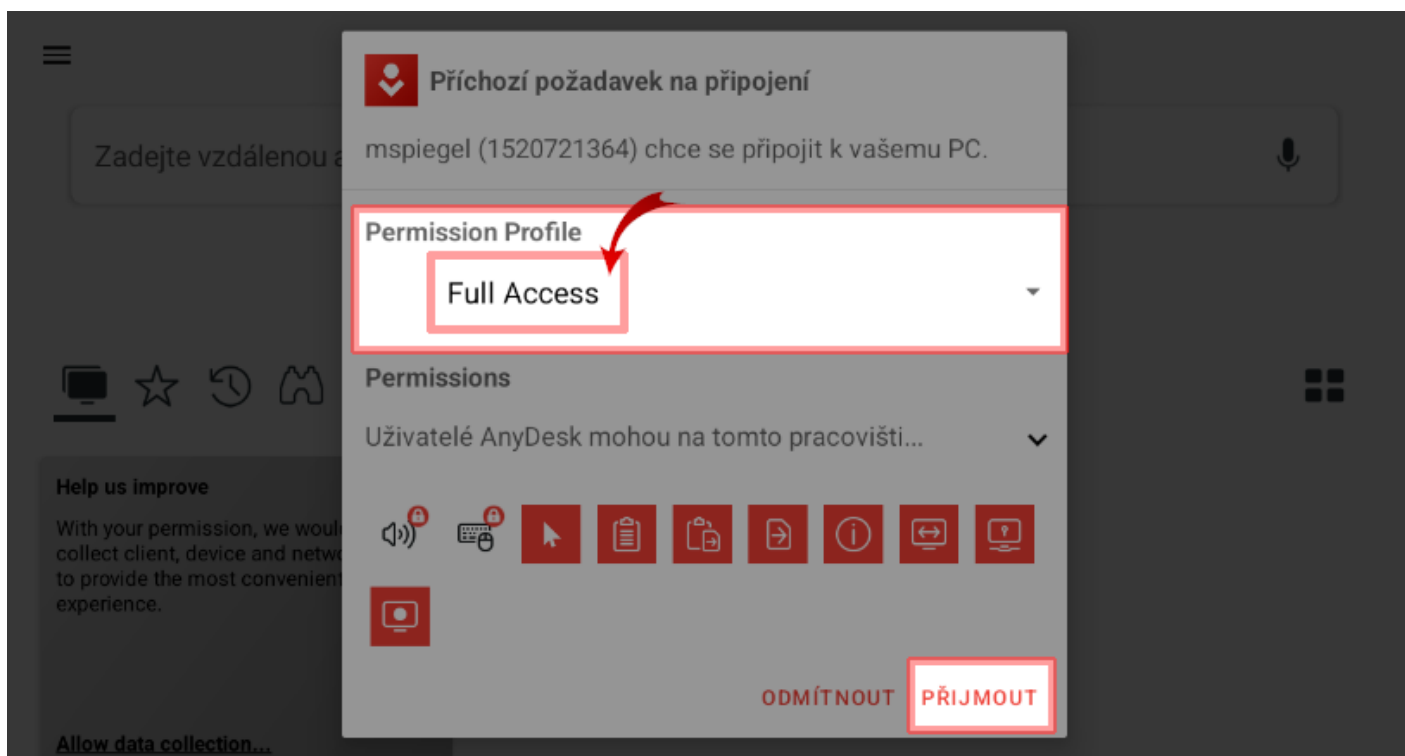 Příchozí požadavek na připojení
Zadejte vzdálenou
mspiegel (1520721364) chce se připojit k vašemu PC.
Permission Profile
Full Access
Permissions
Uživatelé AnyDesk mohou na tomto pracovišti...
Help us improve
With your permission, we woul
collect client, device and netw
to provide the most convenient
experience.
ODMÍTNOUT PŘIJMOUT
Allow data collection...